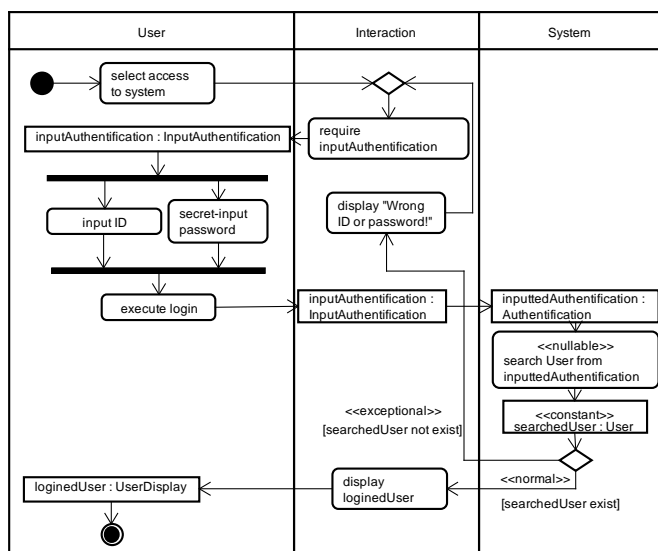 User
Interaction
System
select access
to system
require
inputAuthentification
inputAuthentification : InputAuthentification
input ID
secret-input
password
display "Wrong
ID or password!"
execute login
inputAuthentification :
InputAuthentification
inputtedAuthentification :
Authentification
<<nullable>>
search User from
inputtedAuthentification
<<constant>>
searchedUser : User
<<exceptional>>
[searchedUser not exist]
<<normal>>
[searchedUser exist]
display
loginedUser
loginedUser : UserDisplay